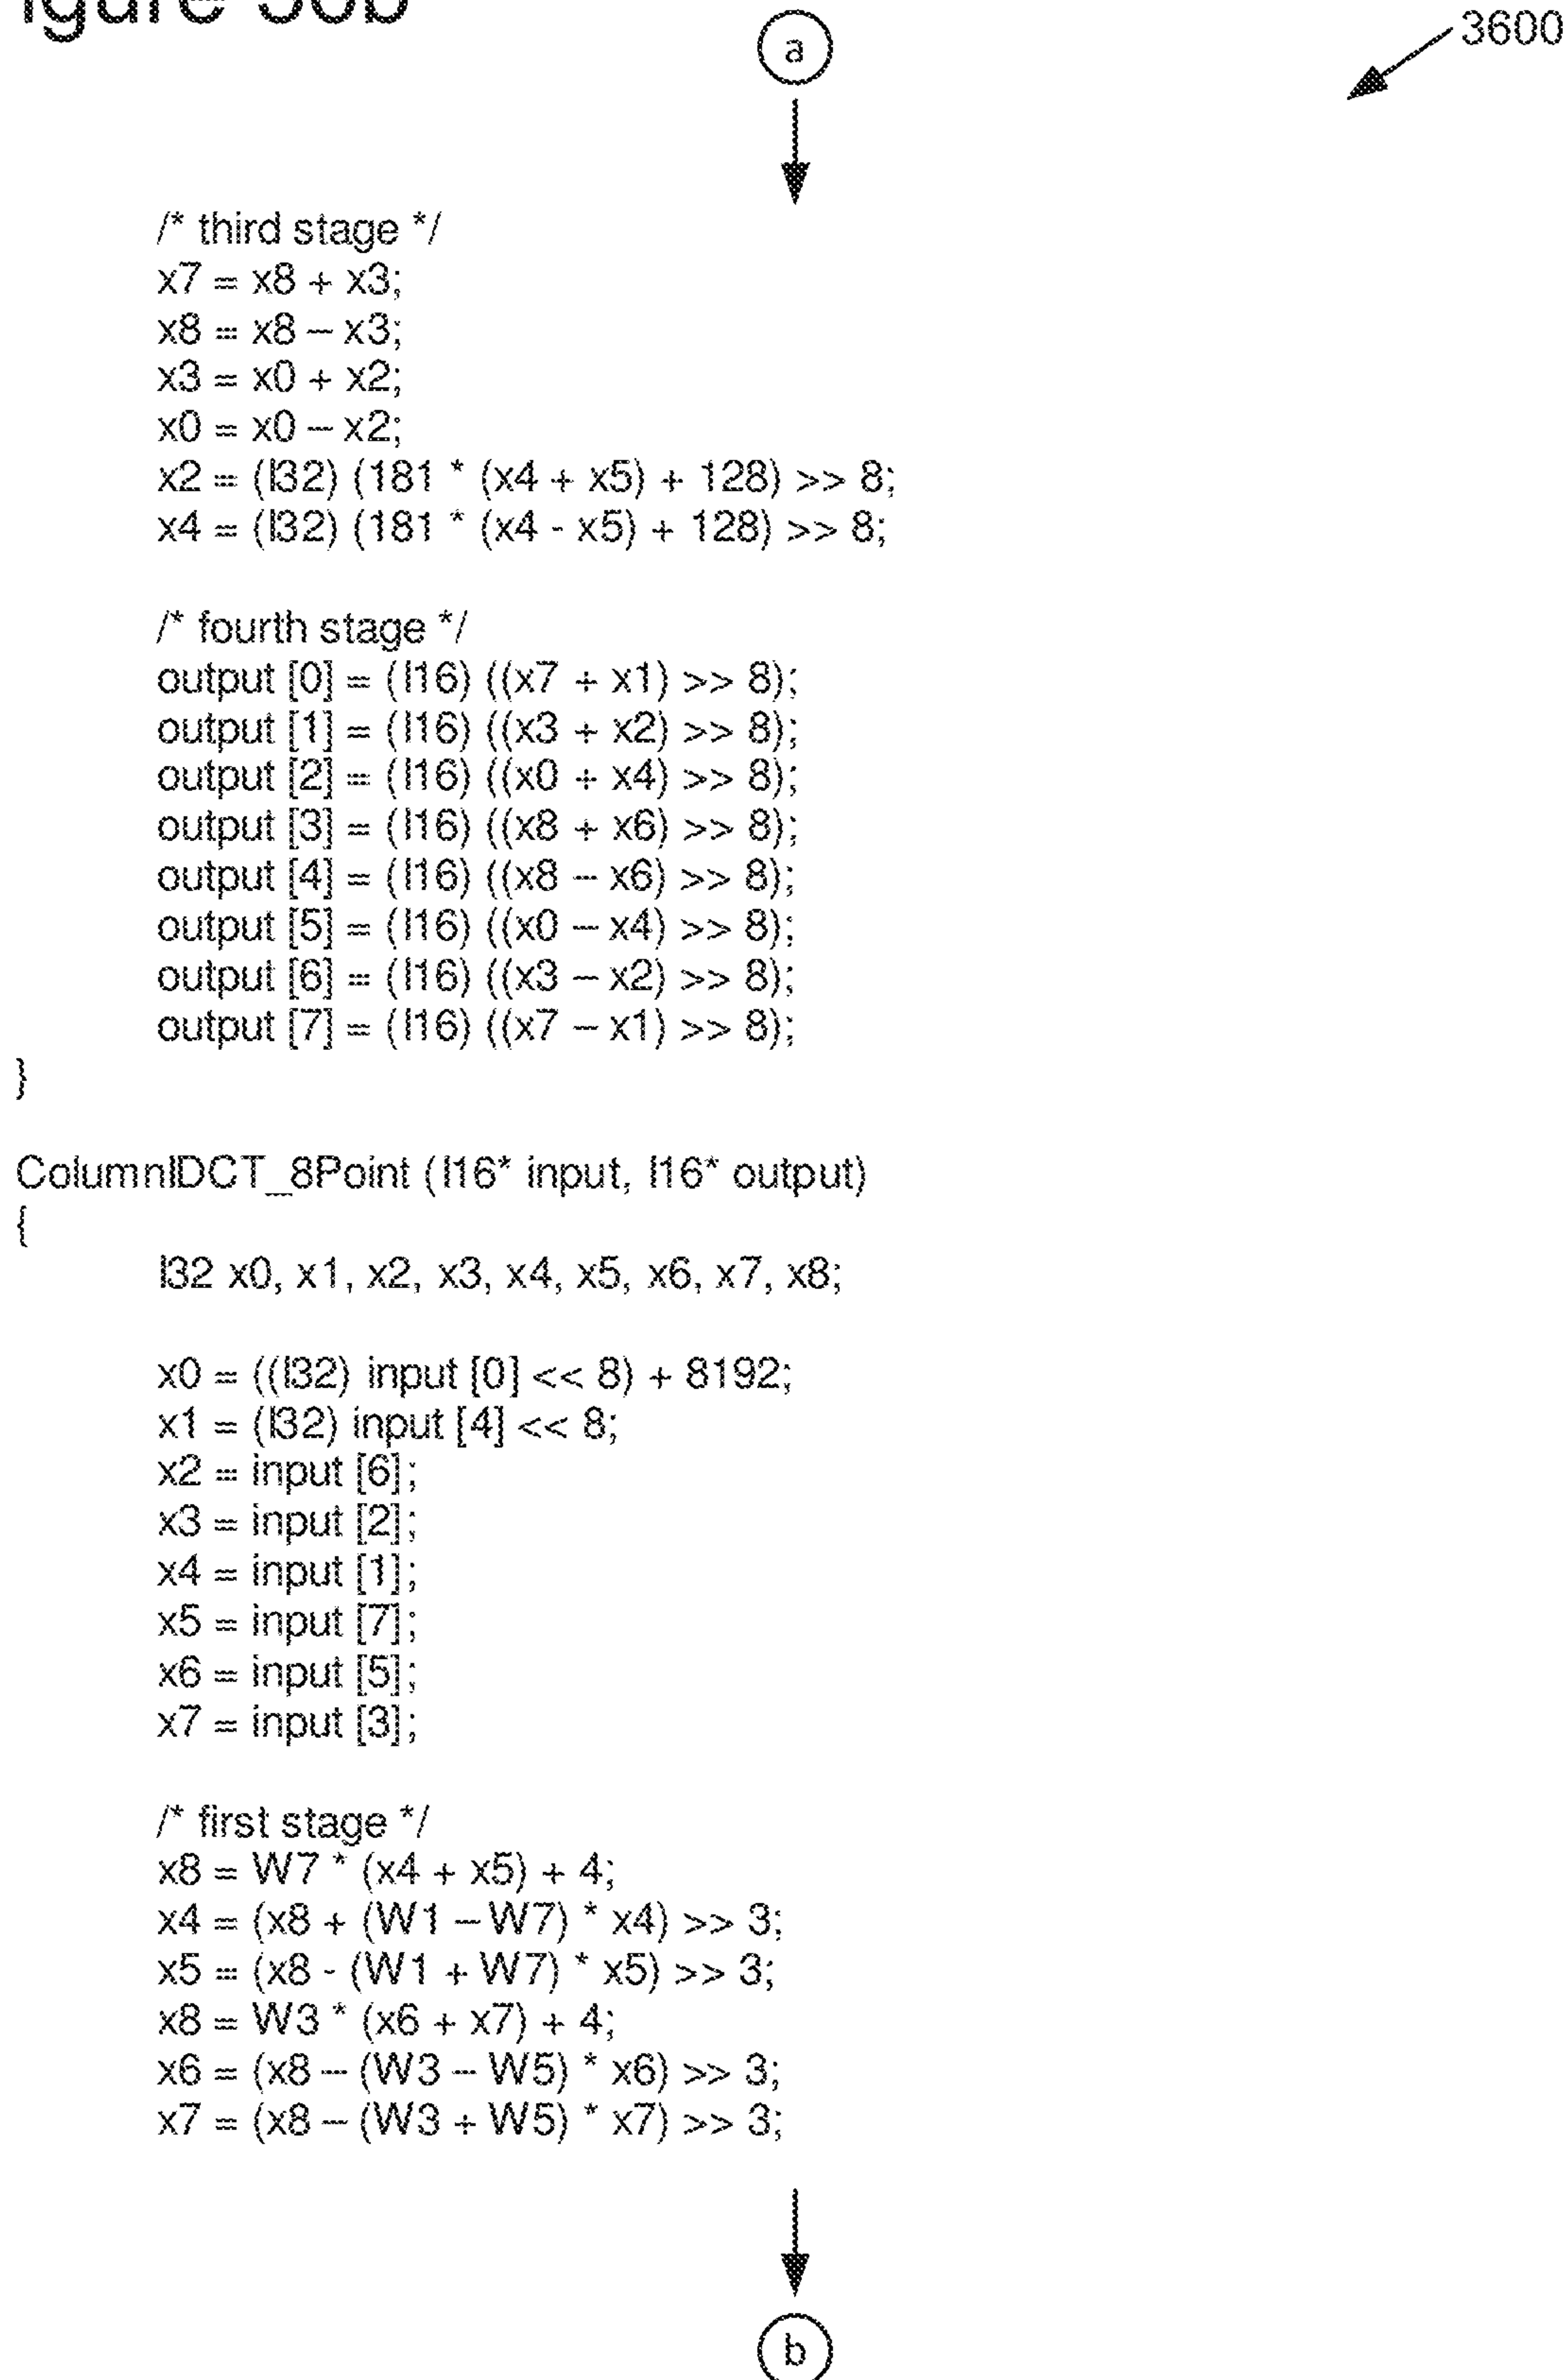 a
3600
/* third stage */
x7 = x8 + x3;
x8 = x8 – x3;
x3 = x0 + x2;
x0 = x0 – x2;
x2 = (I32) (181 * (x4 + x5) + 128) >> 8;
x4 = (I32) (181 * (x4 - x5) + 128) >> 8;
/* fourth stage */
output [0] = (I16) ((x7 + x1) >> 8);
output [1] = (I16) ((x3 + x2) >> 8);
output [2] = (I16) ((x0 + x4) >> 8);
output [3] = (I16) ((x8 + x6) >> 8);
output [4] = (I16) ((x8 – x6) >> 8);
output [5] = (I16) ((x0 – x4) >> 8);
output [6] = (I16) ((x3 – x2) >> 8);
output [7] = (I16) ((x7 – x1) >> 8);
}
ColumnIDCT_8Point (I16* input, I16* output)
{
I32 x0, x1, x2, x3, x4, x5, x6, x7, x8;
x0 = ((I32) input [0] << 8) + 8192;
x1 = (I32) input [4] << 8;
x2 = input [6];
x3 = input [2];
x4 = input [1];
x5 = input [7];
x6 = input [5];
x7 = input [3];
/* first stage */
x8 = W7 * (x4 + x5) + 4;
x4 = (x8 + (W1 – W7) * x4) >> 3;
x5 = (x8 - (W1 + W7) * x5) >> 3;
x8 = W3 * (x6 + x7) + 4;
x6 = (x8 – (W3 – W5) * x6) >> 3;
x7 = (x8 – (W3 + W5) * x7) >> 3;
b